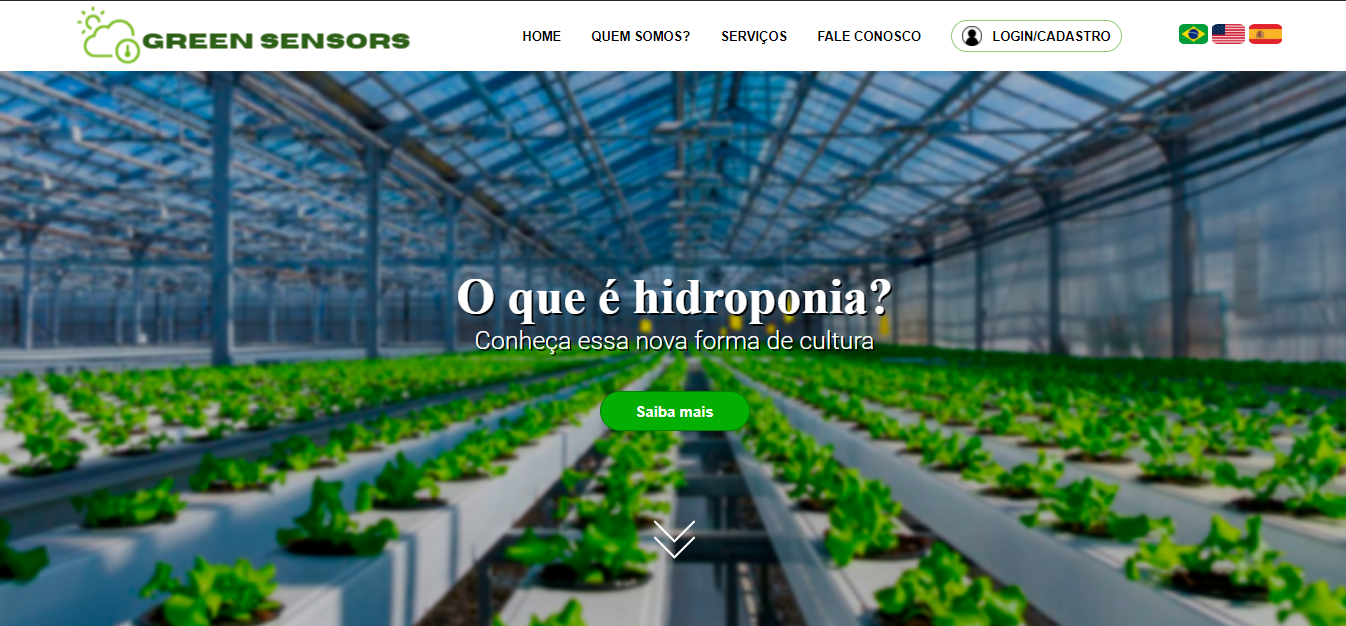 GREEN SENSORS
HOME QUEM SOMOS? SERVIÇOS FALE CONOSCO LOGIN/CADASTRO
O que é hidroponia?
Conheça essa nova forma de cultura
Saiba mais